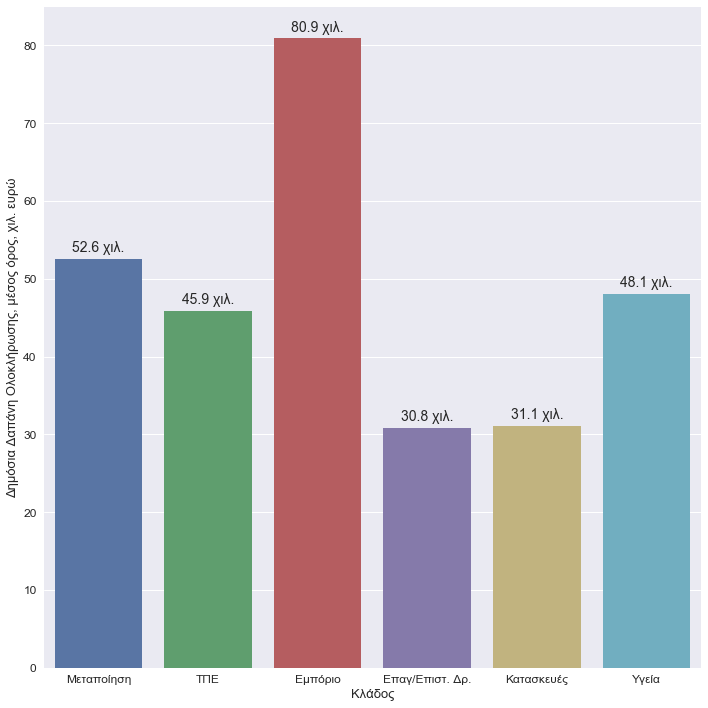 80.9 χιλ.
52.6 χιλ.
45.9 χιλ.
30.8 χιλ.
31.1 χιλ.
48.1 χιλ.
80
70
60
50
40
30
20
10
0
Δημόσια Δαπάνη Ολοκλήρωσης, μέσος όρος, χιλ. ευρώ
Μεταποίηση
ΤΠΕ
Εμπόριο
Επαγ/Επιστ. Δρ.
Κατασκευές
Υγεία
Κλάδος